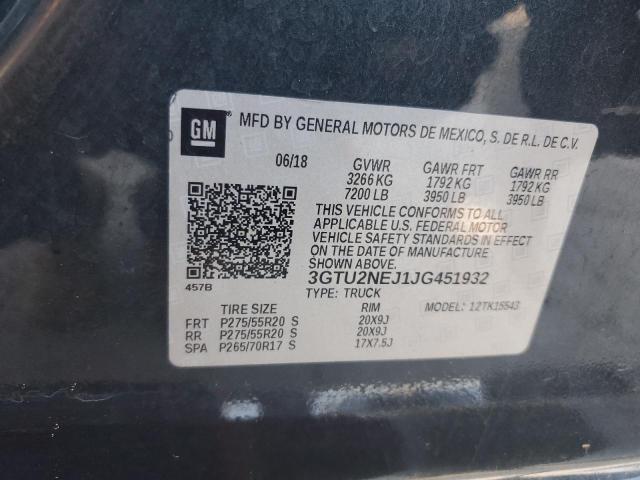 GM MFD BY GENERAL MOTORS DE MEXICO, S. DE R.L. DE C.V.
06/18 GVWR GAWR FRT GAWR RR
3266 KG 1792 KG 1792 KG
7200 LB 3950 LB 3950 LB
THIS VEHICLE CONFORMS TO ALL
APPLICABLE U.S. FEDERAL MOTOR
VEHICLE SAFETY STANDARDS IN EFFECT
ON THE DATE OF MANUFACTURE
SHOWN ABOVE.
457B 3GTU2NEJ1JG451932
TYPE: TRUCK MODEL: 12TK15543
TIRE SIZE RIM
FRT P275/55R20 S 20X9J
RR P275/55R20 S 20X9J
SPA P265/70R17 S 17X7.5J